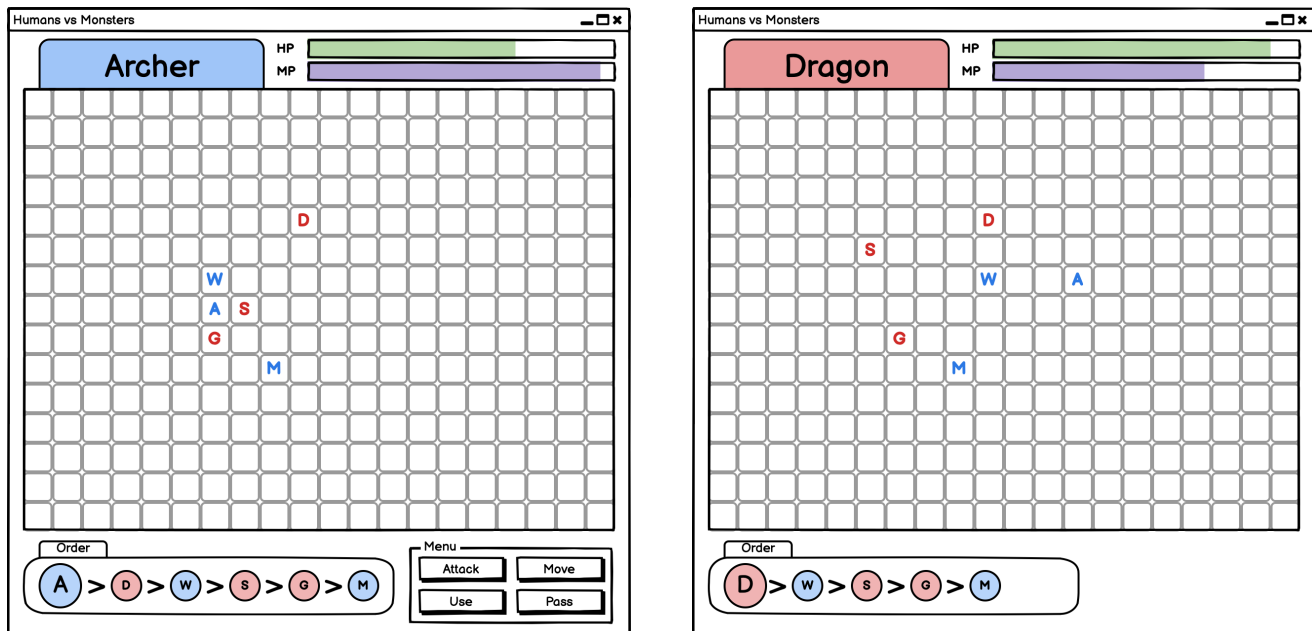 Humans vs Monsters
Archer
HP
MP
D
W
A S
G
M
Order
A > D > W > S > G > M
Menu
Attack Move
Use Pass
Humans vs Monsters
Dragon
HP
MP
D
S
W A
G
M
Order
D > W > S > G > M